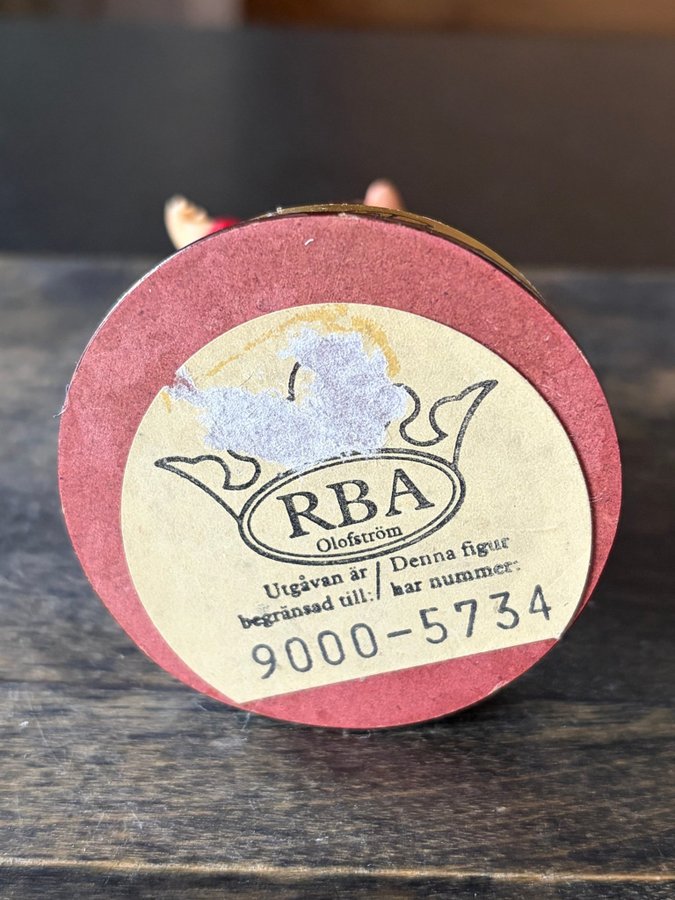 RBA
Olofström
Utgåvan är / Denna figur
begränsad till: / har nummer:
9000-5734